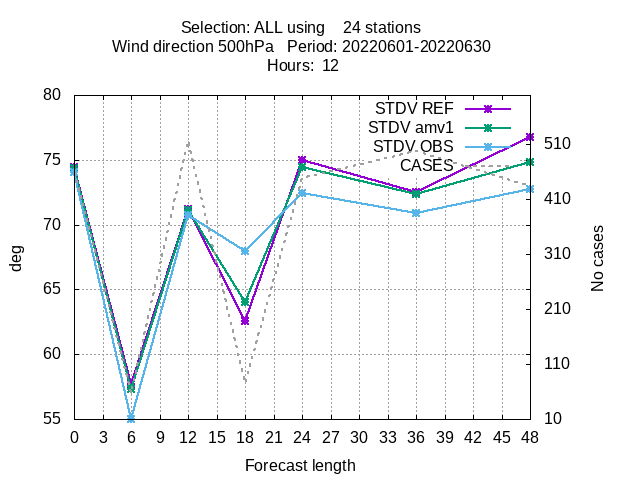 Selection: ALL using    24 stations
Wind direction 500hPa   Period: 20220601-20220630
Hours:  12
80
75
70
65
60
55
deg
STDV REF
STDV amv1
STDV OBS
CASES
510
410
310
210
110
10
No cases
0 3 6 9 12 15 18 21 24 27 30 33 36 39 42 45 48
Forecast length